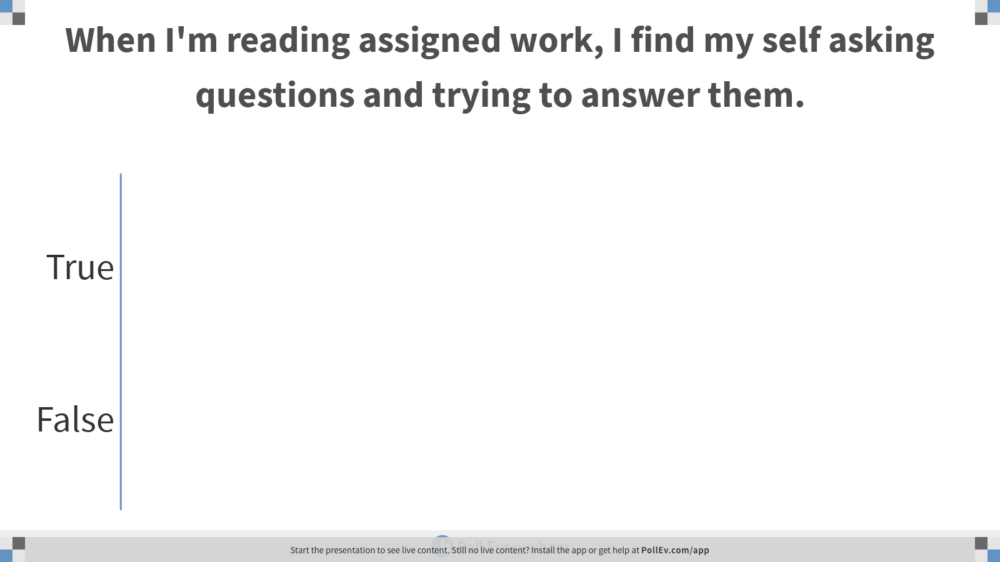 When I'm reading assigned work, I find my self asking
questions and trying to answer them.
True
False
Start the presentation to see live content. Still no live content? Install the app or get help at PollEv.com/app